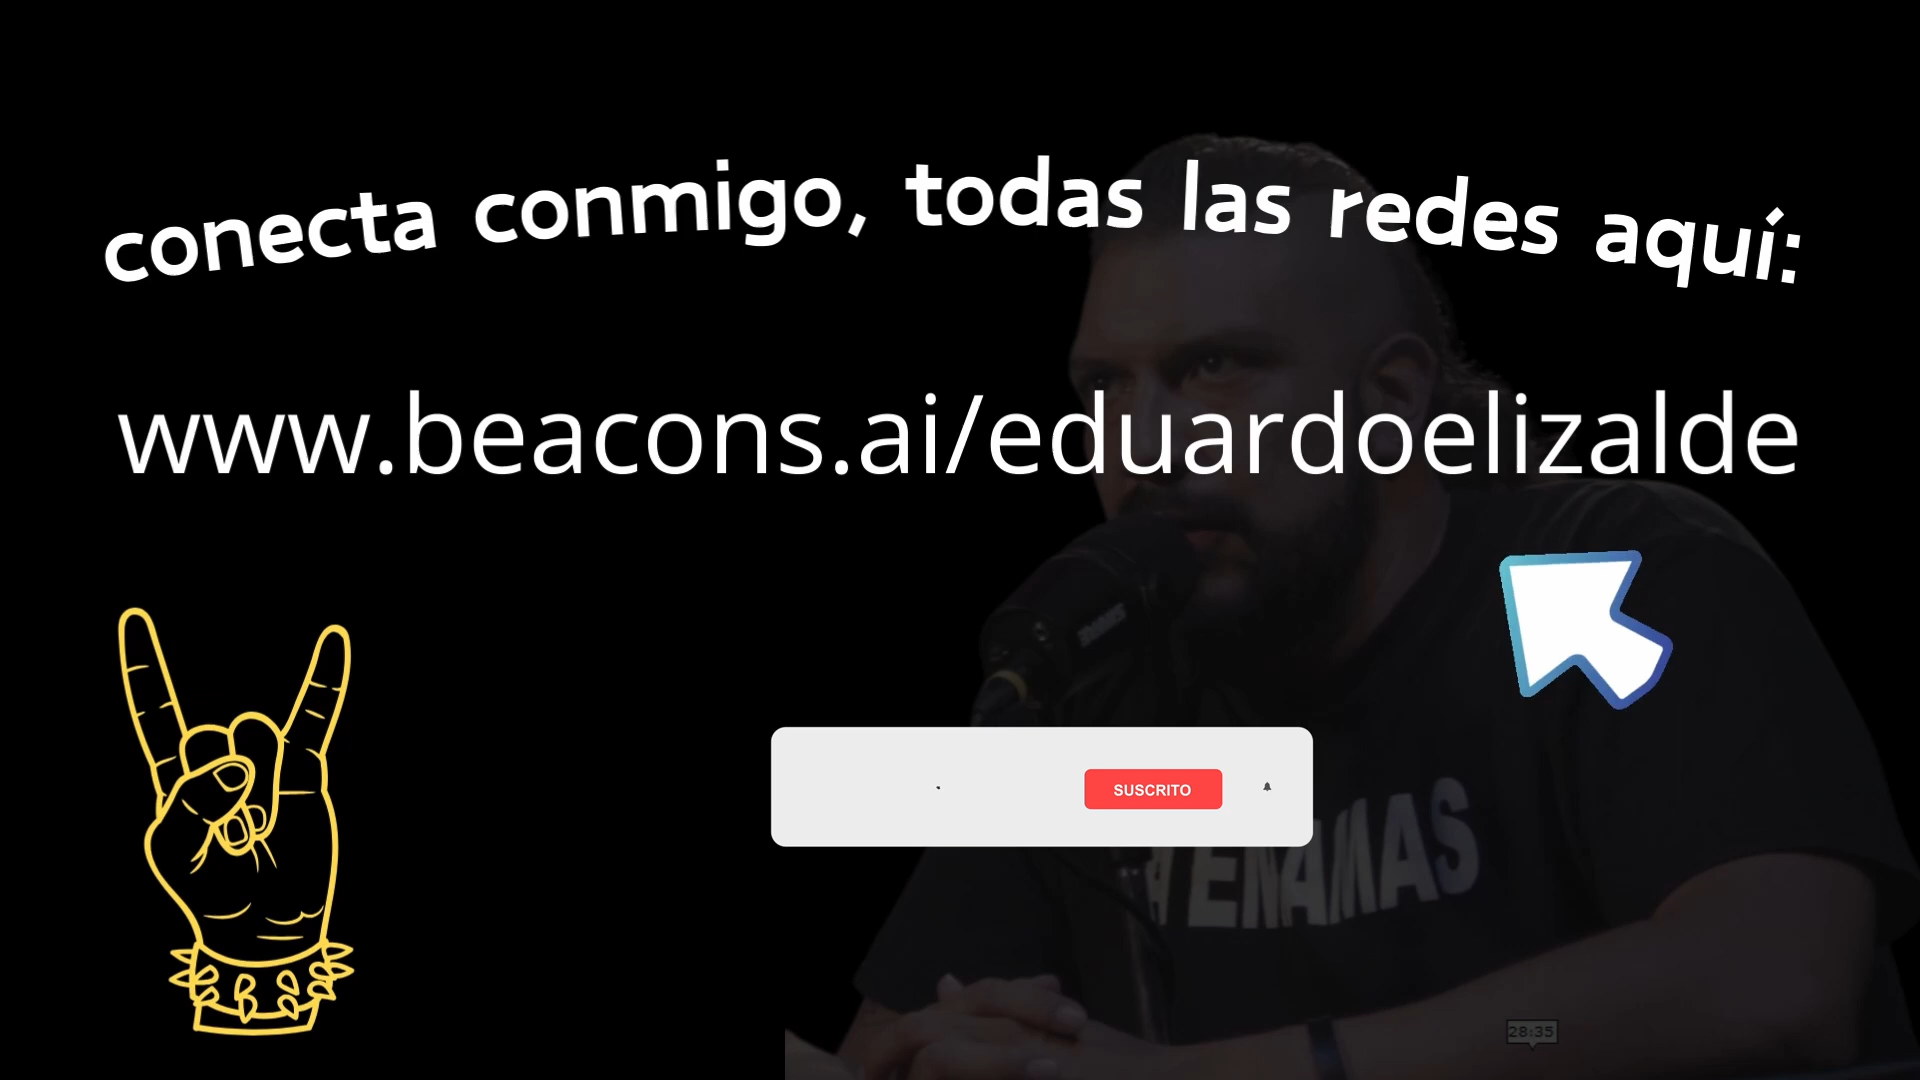 conecta conmigo, todas las redes aquí:
www.beacons.ai/eduardoelizalde
SUSCRITO
28:35